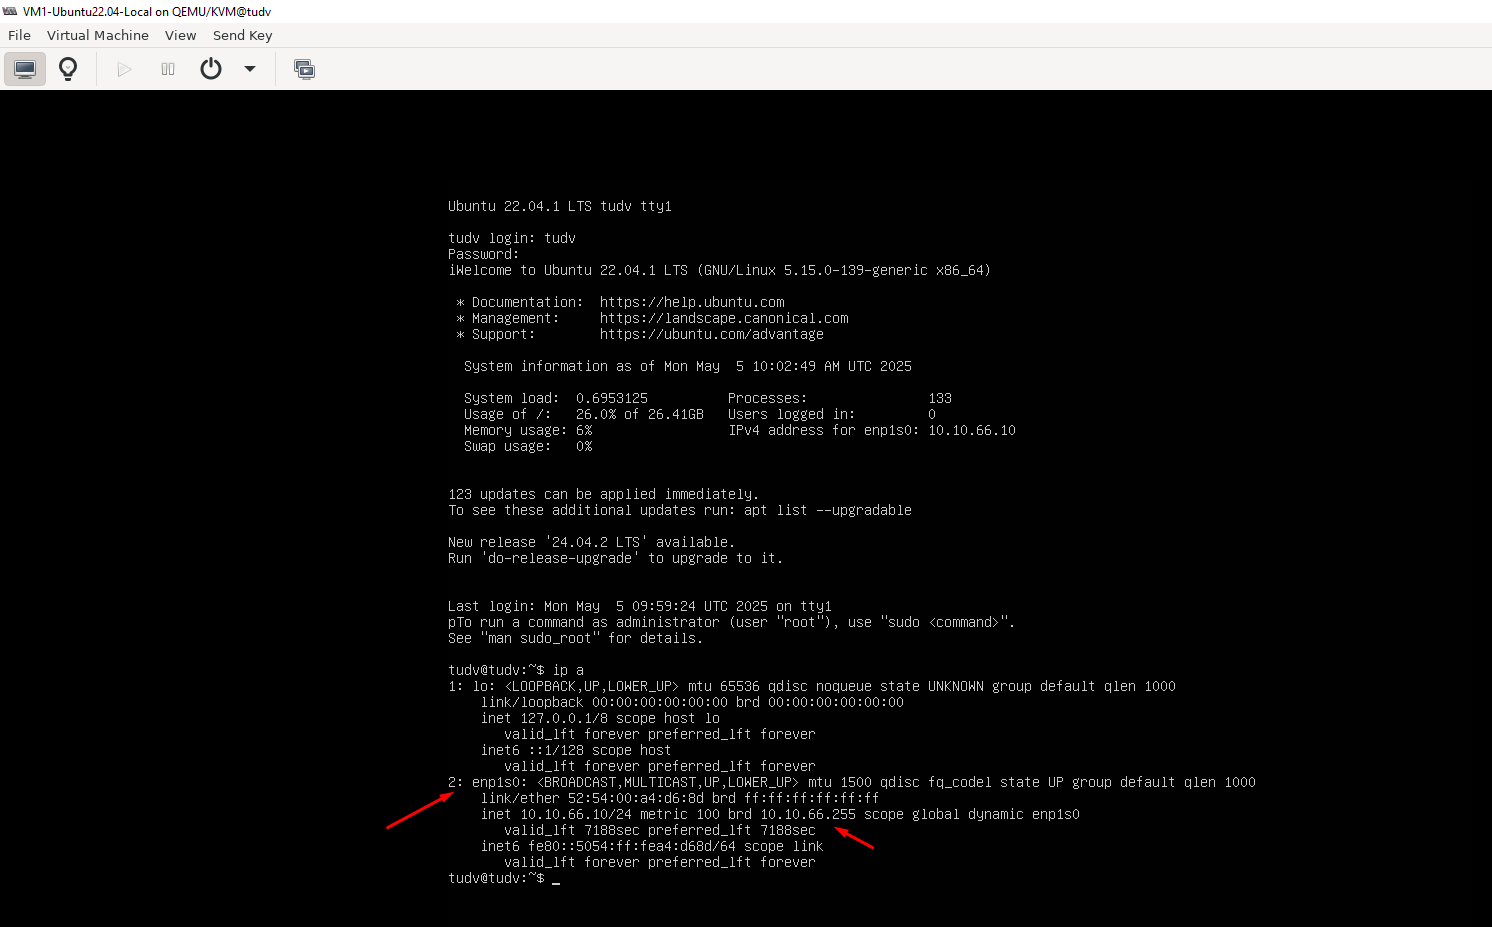 VM1-Ubuntu22.04-Local on QEMU/KVM@tudv
File Virtual Machine View Send Key
Ubuntu 22.04.1 LTS tudv tty1
tudv login: tudv
Password:
iWelcome to Ubuntu 22.04.1 LTS (GNU/Linux 5.15.0-139-generic x86_64)
* Documentation: https://help.ubuntu.com
* Management: https://landscape.canonical.com
* Support: https://ubuntu.com/advantage
System information as of Mon May 5 10:02:49 AM UTC 2025
System load: 0.6953125 Processes: 133
Usage of /: 26.0% of 26.41GB Users logged in: 0
Memory usage: 6% IPv4 address for enp1s0: 10.10.66.10
Swap usage: 0%
123 updates can be applied immediately.
To see these additional updates run: apt list --upgradable
New release '24.04.2 LTS' available.
Run 'do-release-upgrade' to upgrade to it.
Last login: Mon May 5 09:59:24 UTC 2025 on tty1
pTo run a command as administrator (user "root"), use "sudo <command>".
See "man sudo_root" for details.
tudv@tudv:~$ ip a
1: lo: <LOOPBACK,UP,LOWER_UP> mtu 65536 qdisc noqueue state UNKNOWN group default qlen 1000
link/loopback 00:00:00:00:00:00 brd 00:00:00:00:00:00
inet 127.0.0.1/8 scope host lo
valid_lft forever preferred_lft forever
inet6 ::1/128 scope host
valid_lft forever preferred_lft forever
2: enp1s0: <BROADCAST,MULTICAST,UP,LOWER_UP> mtu 1500 qdisc fq_codel state UP group default qlen 1000
link/ether 52:54:00:a4:d6:8d brd ff:ff:ff:ff:ff:ff
inet 10.10.66.10/24 metric 100 brd 10.10.66.255 scope global dynamic enp1s0
valid_lft 7188sec preferred_lft 7188sec
inet6 fe80::5054:ff:fea4:d68d/64 scope link
valid_lft forever preferred_lft forever
tudv@tudv:~$ _